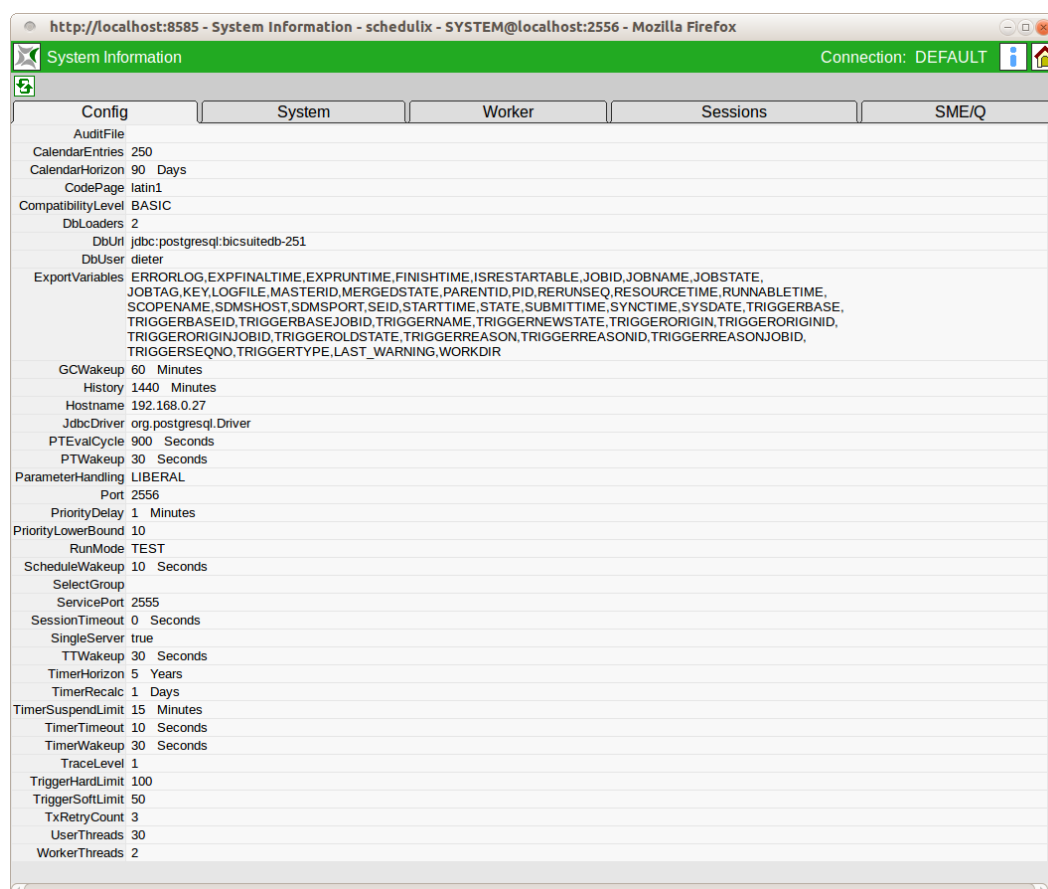 http://localhost:8585 - System Information - schedulix - SYSTEM@localhost:2556 - Mozilla Firefox
System Information Connection: DEFAULT
Config System Worker Sessions SME/Q
AuditFile
CalendarEntries 250
CalendarHorizon 90 Days
CodePage latin1
CompatibilityLevel BASIC
DbLoaders 2
DbUrl jdbc:postgresql:bicsuitedb-251
DbUser dieter
ExportVariables ERRORLOG,EXPFINALTIME,EXPRUNTIME,FINISHTIME,ISRESTARTABLE,JOBID,JOBNAME,JOBSTATE,
JOBTAG,KEY,LOGFILE,MASTERID,MERGEDSTATE,PARENTID,PID,RERUNSEQ,RESOURCETIME,RUNNABLETIME,
SCOPENAME,SDMSHOST,SDMSPORT,SEID,STARTTIME,STATE,SUBMITTIME,SYNCTIME,SYSDATE,TRIGGERBASE,
TRIGGERBASEID,TRIGGERBASEJOBID,TRIGGERNAME,TRIGGERNEWSTATE,TRIGGERORIGIN,TRIGGERORIGINID,
TRIGGERORIGINJOBID,TRIGGEROLDSTATE,TRIGGERREASON,TRIGGERREASONID,TRIGGERREASONJOBID,
TRIGGERSEQNO,TRIGGERTYPE,LAST_WARNING,WORKDIR
GCWakeup 60 Minutes
History 1440 Minutes
Hostname 192.168.0.27
JdbcDriver org.postgresql.Driver
PTEvalCycle 900 Seconds
PTWakeup 30 Seconds
ParameterHandling LIBERAL
Port 2556
PriorityDelay 1 Minutes
PriorityLowerBound 10
RunMode TEST
ScheduleWakeup 10 Seconds
SelectGroup
ServicePort 2555
SessionTimeout 0 Seconds
SingleServer true
TTWakeup 30 Seconds
TimerHorizon 5 Years
TimerRecalc 1 Days
TimerSuspendLimit 15 Minutes
TimerTimeout 10 Seconds
TimerWakeup 30 Seconds
TraceLevel 1
TriggerHardLimit 100
TriggerSoftLimit 50
TxRetryCount 3
UserThreads 30
WorkerThreads 2